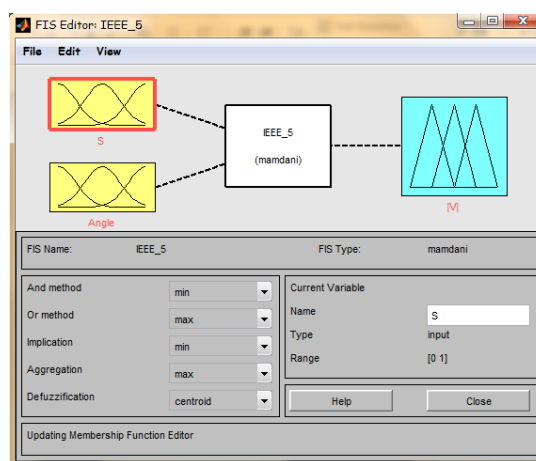 FIS Editor: IEEE_5
File Edit View
S
IEEE_5
(mamdani)
Angle
|V|
FIS Name: IEEE_5 FIS Type: mamdani
And method min
Or method max
Implication min
Aggregation max
Defuzzification centroid
Current Variable
Name S
Type input
Range [0 1]
Help Close
Updating Membership Function Editor